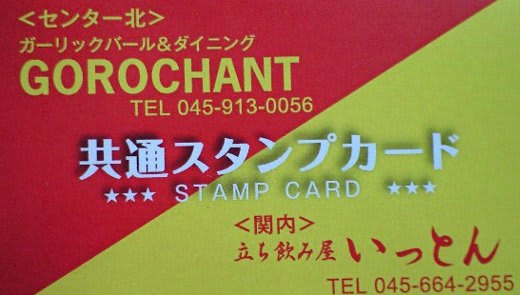 <センター北>
ガーリックバール&ダイニング
GOROCHANT
TEL 045-913-0056
共通スタンプカード
★★★ STAMP CARD ★★★
<関内>
立ち飲み屋 いっとん
TEL 045-664-2955